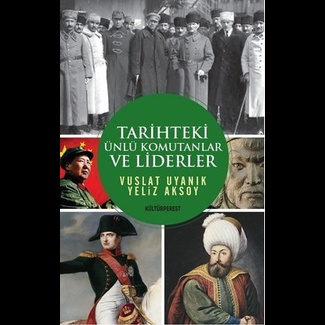 TARİHTEKİ
ÜNLÜ KOMUTANLAR
VE LİDERLER
VUSLAT UYANIK
YELİZ AKSOY
KÜLTÜRPEREST